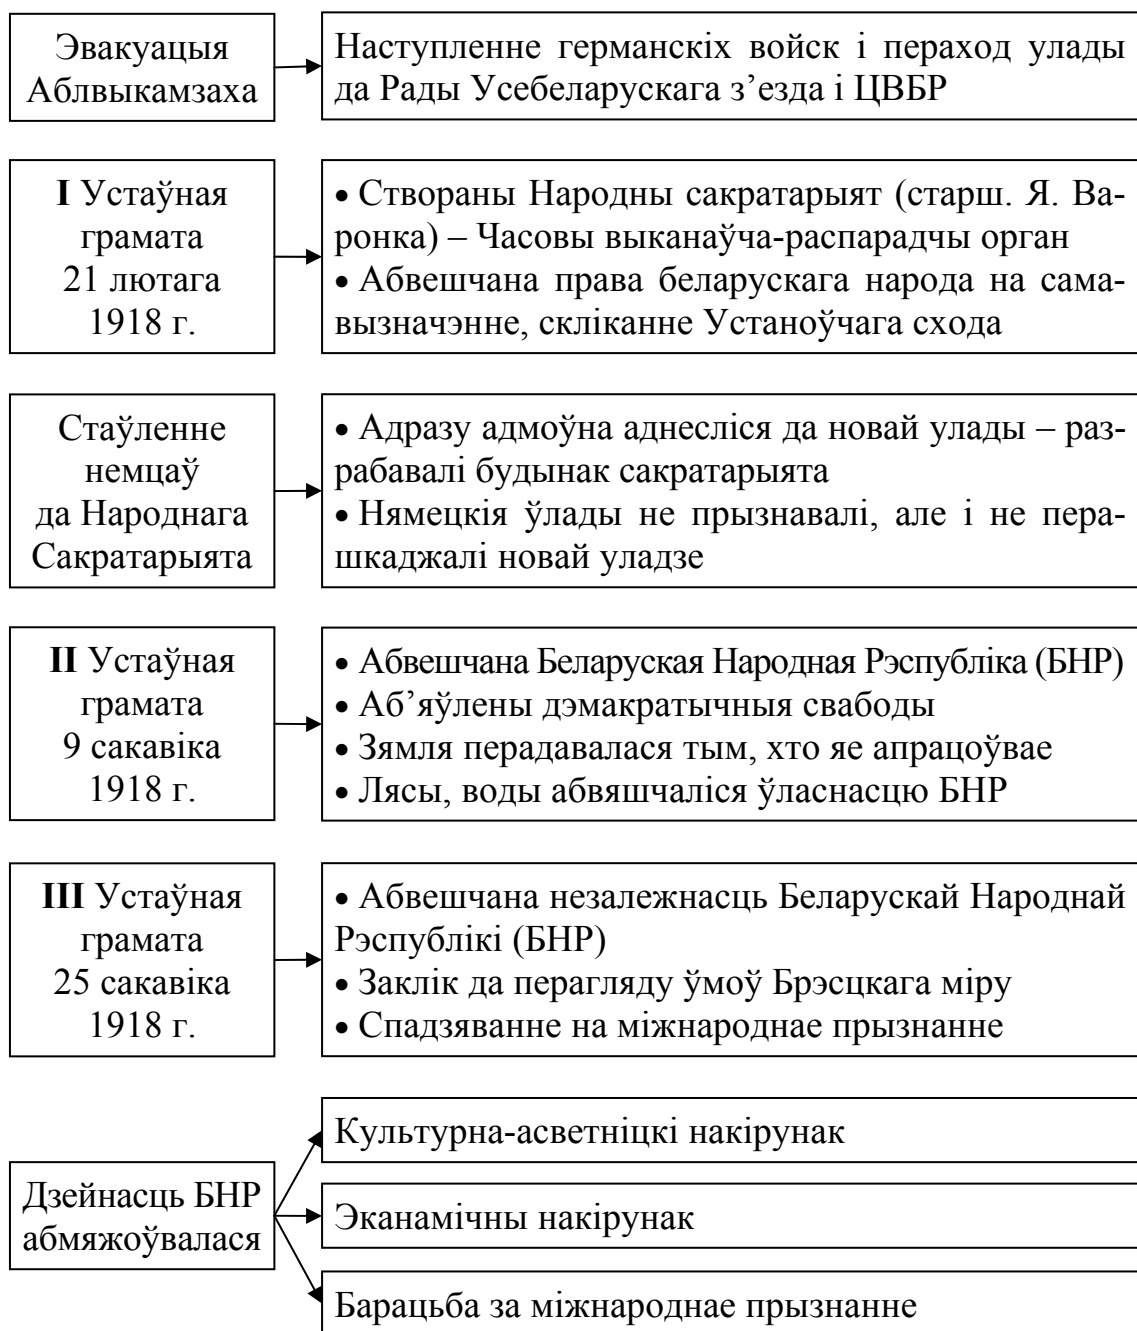 Эвакуацыя
Аблвыкамзаха
Наступленне германскіх войск і пераход улады
да Рады Усебеларускага з’езда і ЦВБР
I Устаўная
грамата
21 лютага
1918 г.
• Створаны Народны сакратарыят (старш. Я. Ва-
ронка) – Часовы выканаўча-распарадчы орган
• Абвешчана права беларускага народа на сама-
вызначэнне, скліканне Устаноўчага схода
Стаўленне
немцаў
да Народнага
Сакратарыята
• Адразу адмоўна аднесліся да новай улады – раз-
рабавалі будынак сакратарыята
• Нямецкія ўлады не прызнавалі, але і не пера-
шкаджалі новай уладзе
II Устаўная
грамата
9 сакавіка
1918 г.
• Абвешчана Беларуская Народная Рэспубліка (БНР)
• Аб’яўлены дэмакратычныя свабоды
• Зямля перадавалася тым, хто яе апрацоўвае
• Лясы, воды абвяшчаліся ўласнасцю БНР
III Устаўная
грамата
25 сакавіка
1918 г.
• Абвешчана незалежнасць Беларускай Народнай
Рэспублікі (БНР)
• Заклік да перагляду ўмоў Брэсцкага міру
• Спадзяванне на міжнароднае прызнанне
Дзейнасць БНР
абмяжоўвалася
Культурна-асветніцкі накірунак
Эканамічны накірунак
Барацьба за міжнароднае прызнанне